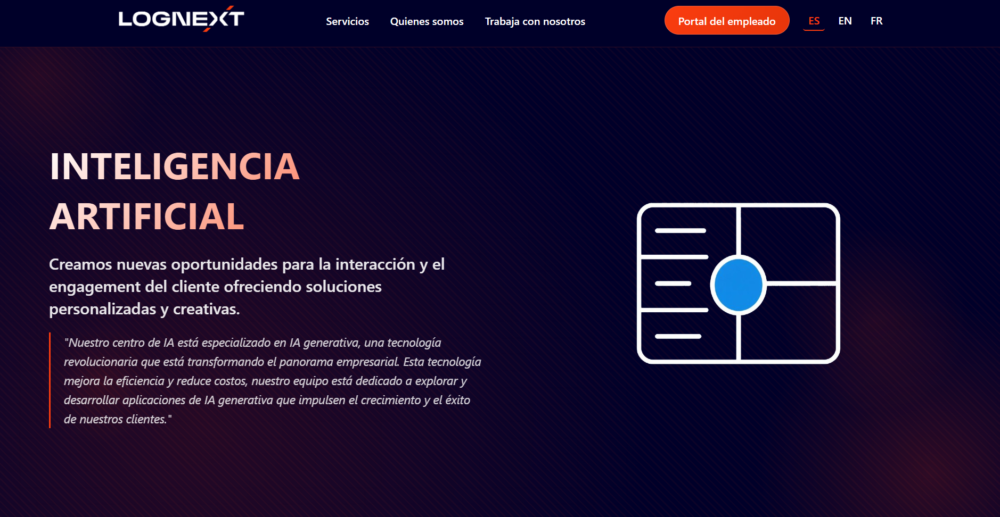 LOGNEXT
Servicios
Quienes somos
Trabaja con nosotros
Portal del empleado
ES
EN
FR
INTELIGENCIA
ARTIFICIAL
Creamos nuevas oportunidades para la interacción y el
engagement del cliente ofreciendo soluciones
personalizadas y creativas.
"Nuestro centro de IA está especializado en IA generativa, una tecnología
revolucionaria que está transformando el panorama empresarial. Esta tecnología
mejora la eficiencia y reduce costos, nuestro equipo está dedicado a explorar y
desarrollar aplicaciones de IA generativa que impulsen el crecimiento y el éxito
de nuestros clientes."